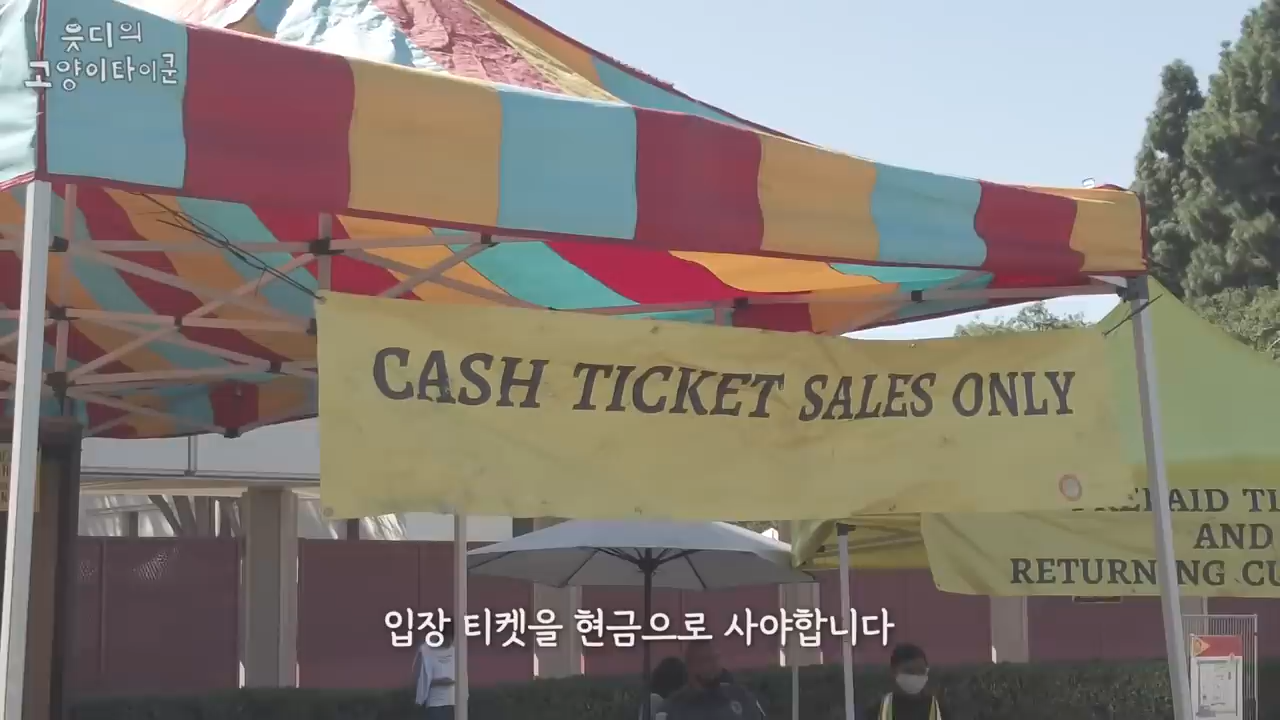 웃디의
고양이타이쿤
CASH TICKET SALES ONLY
AND
RETURNING
입장 티켓을 현금으로 사야합니다